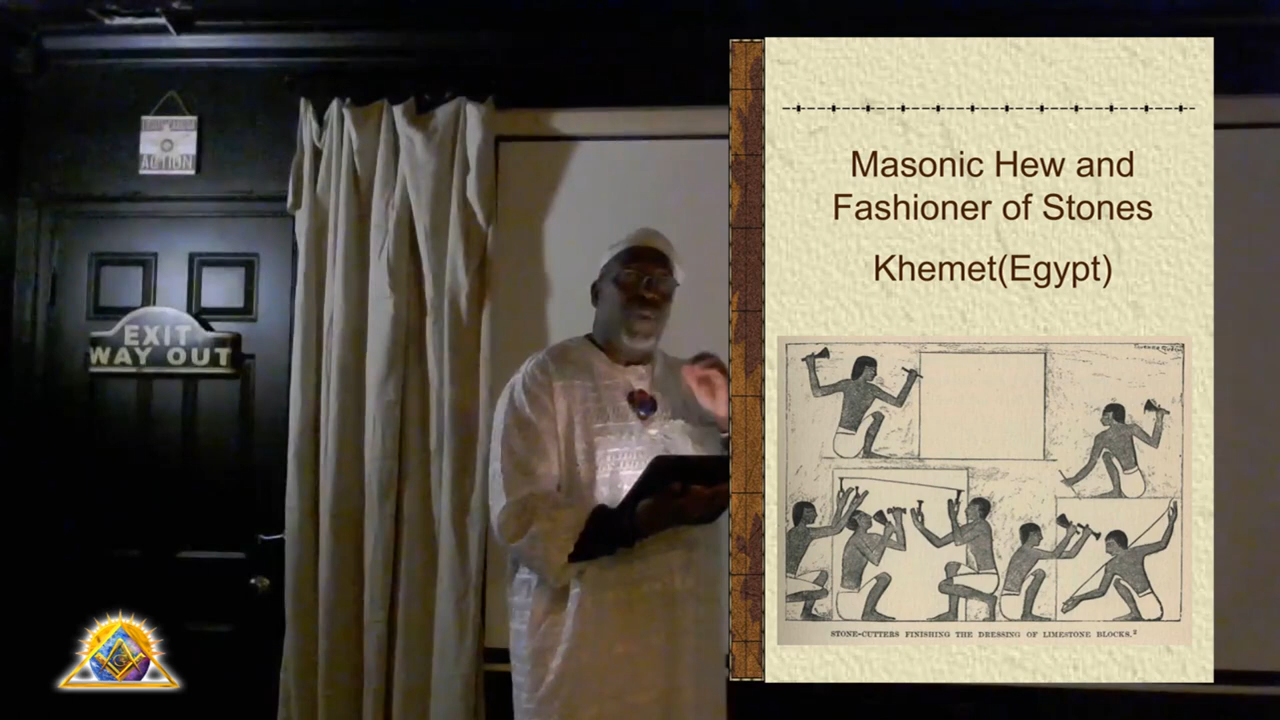 ACTION
EXIT
WAY OUT
Masonic Hew and
Fashioner of Stones
Khemet(Egypt)
STONE-CUTTERS FINISHING THE DRESSING OF LIMESTONE BLOCKS.²
G